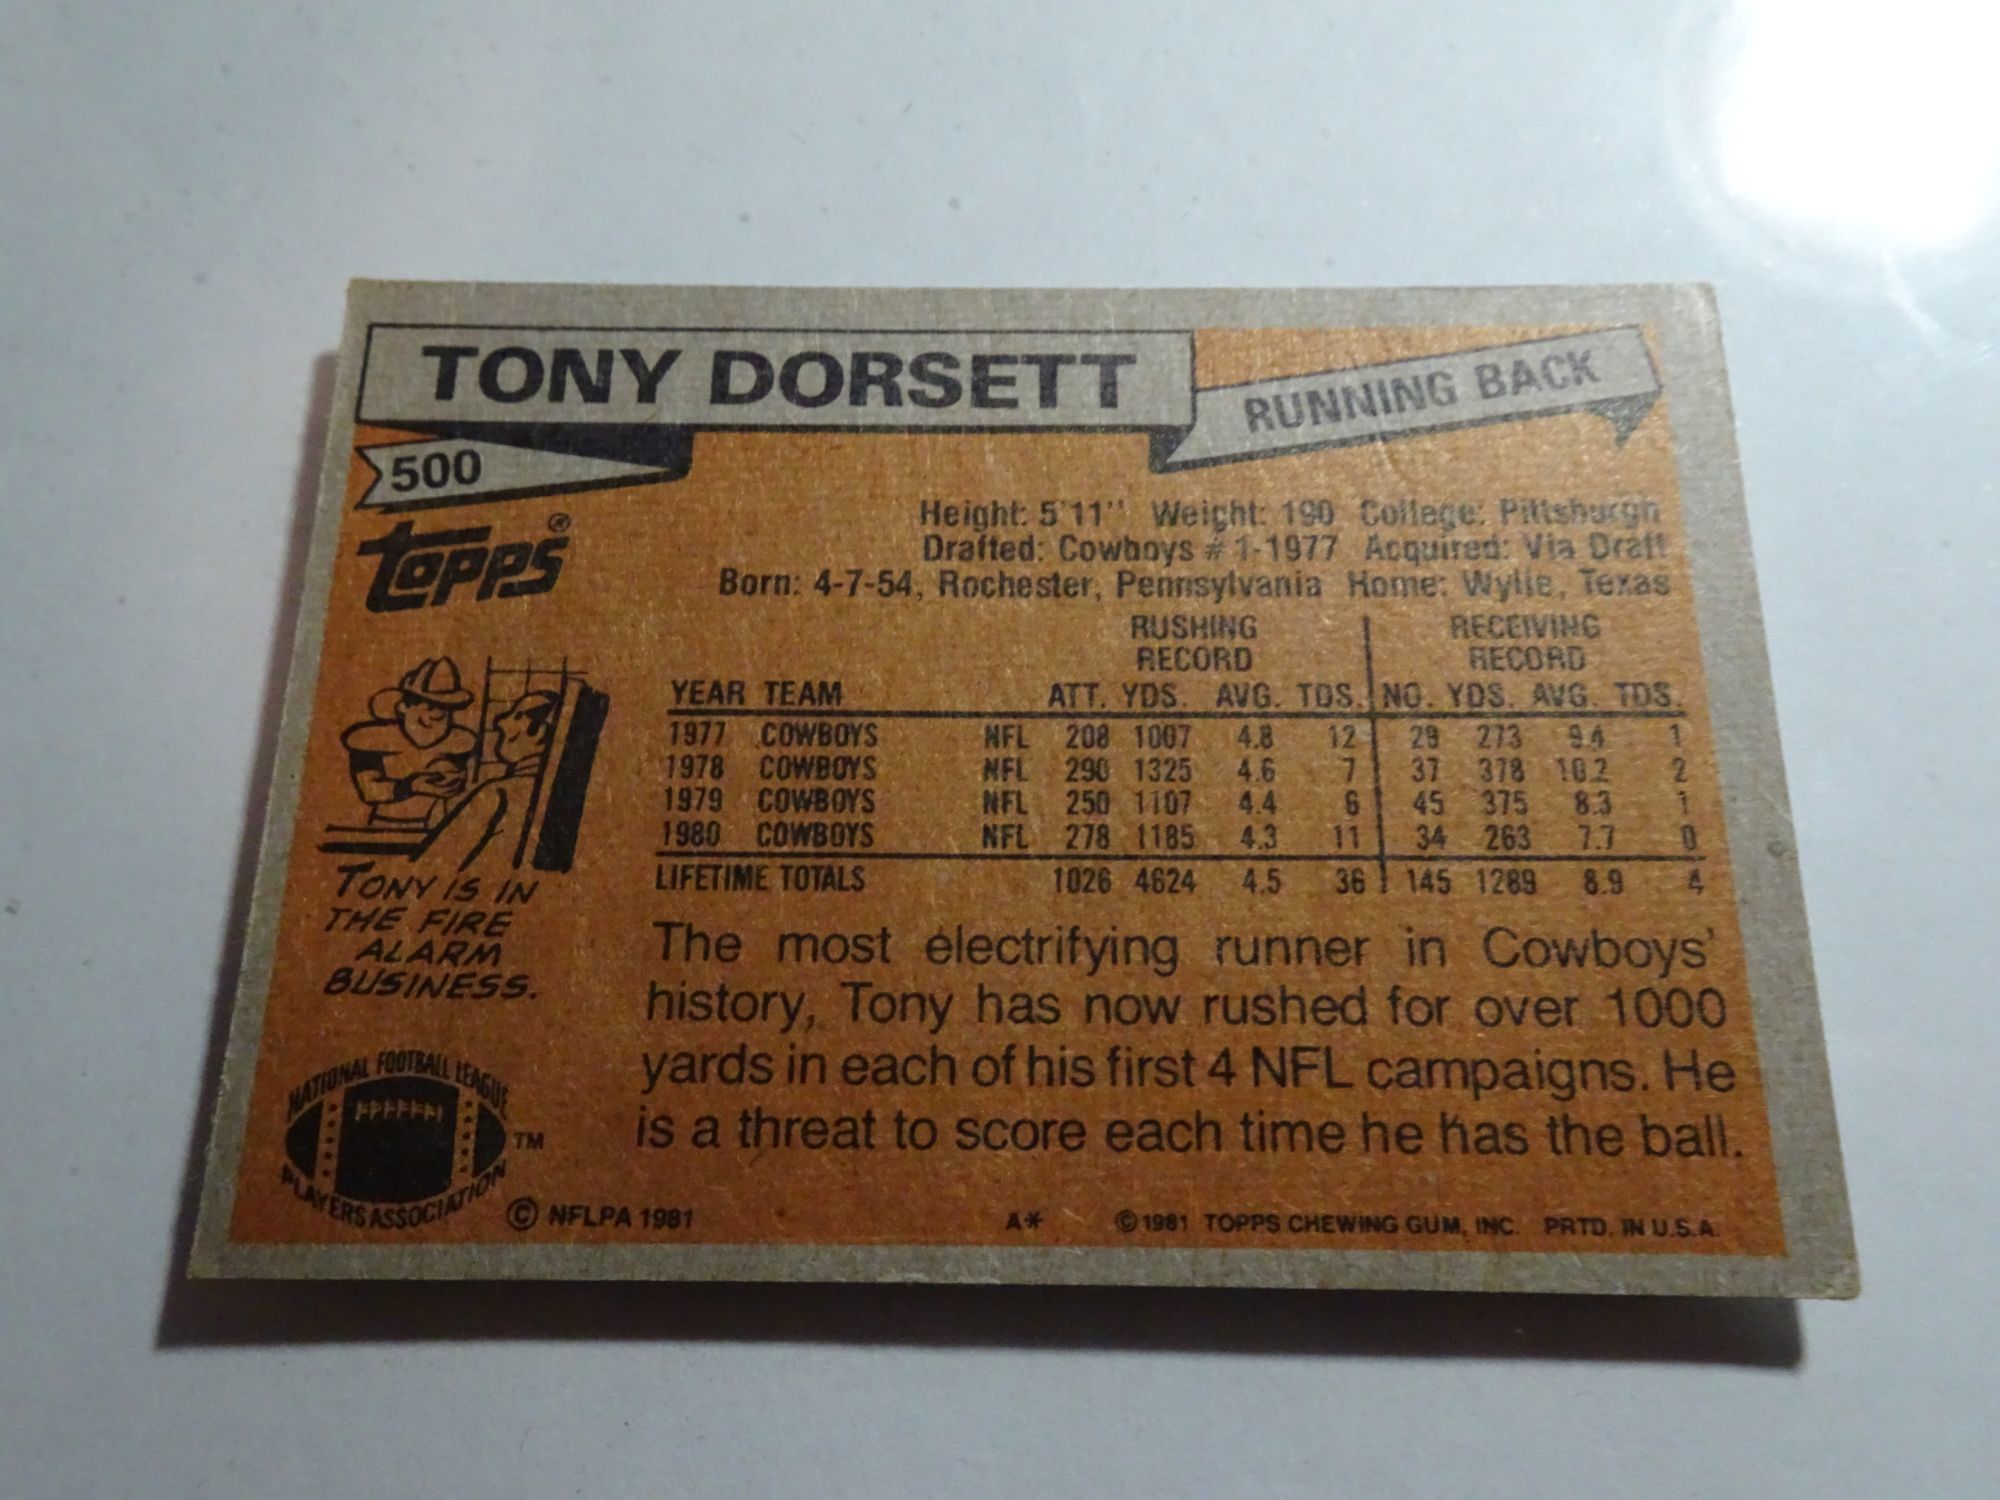 TONY DORSETT
RUNNING BACK
500
topps®
Height: 5'11" Weight: 190 College: Pittsburgh
Drafted: Cowboys #1-1977 Acquired: Via Draft
Born: 4-7-54, Rochester, Pennsylvania Home: Wylie, Texas
RUSHING RECORD RECEIVING RECORD
YEAR TEAM ATT. YDS. AVG. TDS. NO. YDS. AVG. TDS.
1977 COWBOYS NFL 208 1007 4.8 12 29 273 9.4 1
1978 COWBOYS NFL 290 1325 4.6 7 37 378 10.2 2
1979 COWBOYS NFL 250 1107 4.4 6 45 375 8.3 1
1980 COWBOYS NFL 278 1185 4.3 11 34 263 7.7 0
LIFETIME TOTALS 1026 4624 4.5 36 145 1289 8.9 4
TONY IS IN
THE FIRE
ALARM
BUSINESS.
The most electrifying runner in Cowboys'
history, Tony has now rushed for over 1000
yards in each of his first 4 NFL campaigns. He
is a threat to score each time he has the ball.
NATIONAL FOOTBALL LEAGUE
PLAYERS ASSOCIATION TM
© NFLPA 1981
A* © 1981 TOPPS CHEWING GUM, INC. PRTD. IN U.S.A.